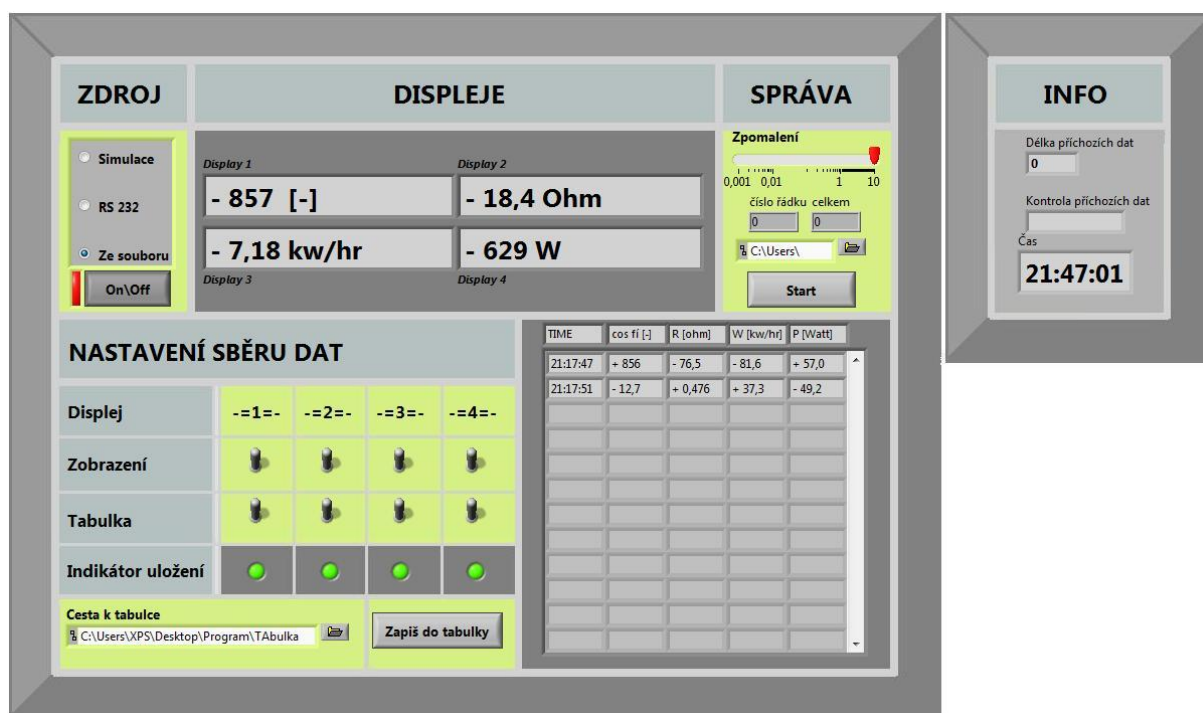 ZDROJ
DISPLEJE
SPRÁVA
INFO
Simulace
RS 232
Ze souboru
On\Off
Display 1
Display 2
- 857 [-]
- 18,4 Ohm
- 7,18 kw/hr
- 629 W
Display 3
Display 4
Zpomalení
0,001 0,01 1 10
číslo řádku celkem
0 0
C:\Users\
Start
Délka příchozích dat
0
Kontrola příchozích dat
Čas
21:47:01
NASTAVENÍ SBĚRU DAT
Displej -=1=- -=2=- -=3=- -=4=-
Zobrazení
Tabulka
Indikátor uložení
Cesta k tabulce
C:\Users\XPS\Desktop\Program\TAbulka
Zapiš do tabulky
TIME cos fí [-] R [ohm] W [kw/hr] P [Watt]
21:17:47 + 856 - 76,5 - 81,6 + 57,0
21:17:51 - 12,7 + 0,476 + 37,3 - 49,2